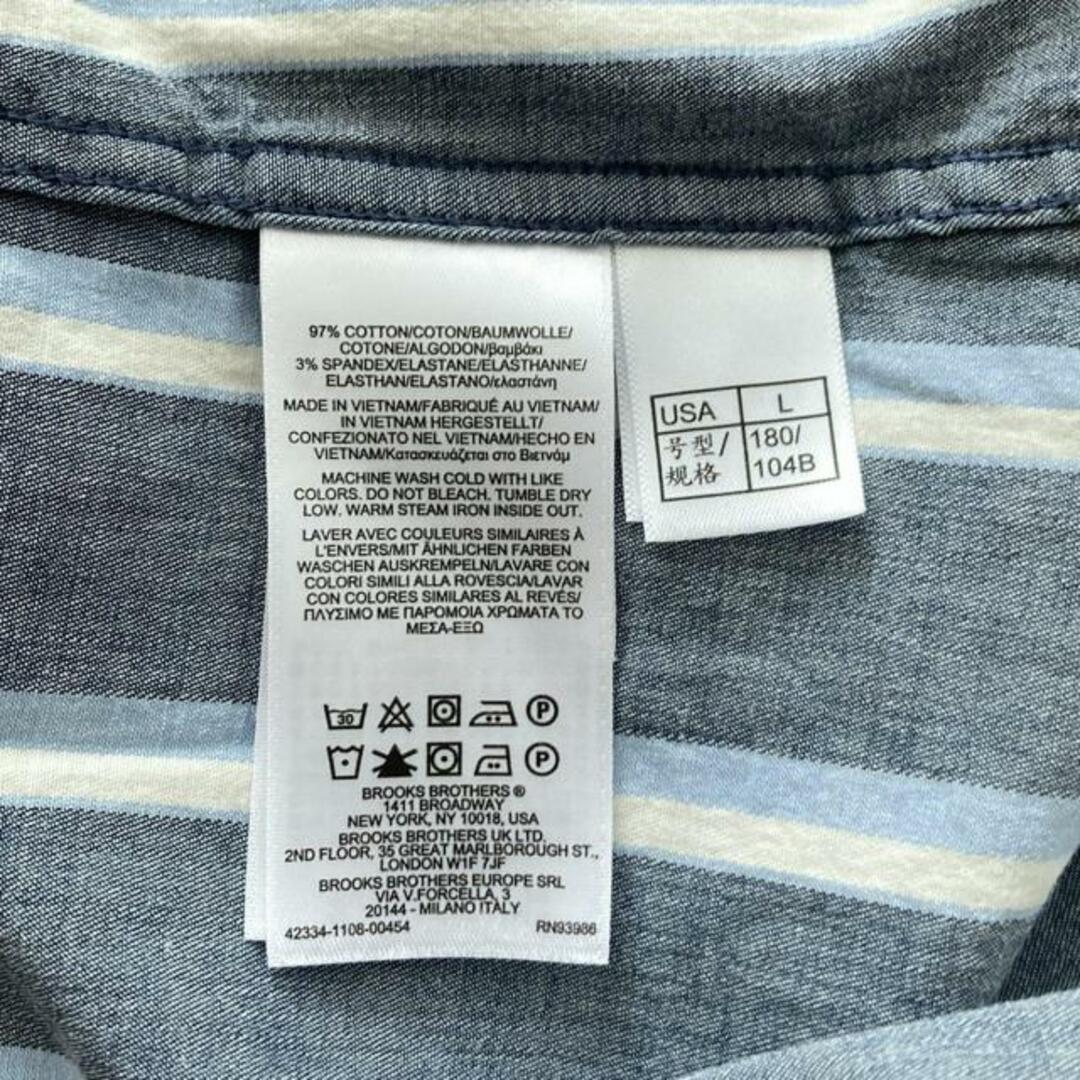 97% COTTON/COTON/BAUMWOLLE/
COTONE/ALGODON/βαμβάκι
3% SPANDEX/ELASTANE/ELASTHANNE/
ELASTHAN/ELASTANO/ελαστάνη
MADE IN VIETNAM/FABRIQUÉ AU VIETNAM/
IN VIETNAM HERGESTELLT/
CONFEZIONATO NEL VIETNAM/HECHO EN
VIETNAM/Κατασκευάζεται στο Βιετνάμ
MACHINE WASH COLD WITH LIKE
COLORS. DO NOT BLEACH. TUMBLE DRY
LOW. WARM STEAM IRON INSIDE OUT.
LAVER AVEC COULEURS SIMILAIRES À
L'ENVERS/MIT ÄHNLICHEN FARBEN
WASCHEN AUSKREMPELN/LAVARE CON
COLORI SIMILI ALLA ROVESCIA/LAVAR
CON COLORES SIMILARES AL REVÉS/
ΠΛΥΣΙΜΟ ΜΕ ΠΑΡΟΜΟΙΑ ΧΡΩΜΑΤΑ ΤΟ
ΜΕΣΑ-ΕΞΩ
30 P
P
BROOKS BROTHERS ®
1411 BROADWAY
NEW YORK, NY 10018, USA
BROOKS BROTHERS UK LTD.
2ND FLOOR, 35 GREAT MARLBOROUGH ST.,
LONDON W1F 7JF
BROOKS BROTHERS EUROPE SRL
VIA V.FORCELLA, 3
20144 - MILANO ITALY
42334-1108-00454 RN93986
USA L
号型/ 180/
规格 104B